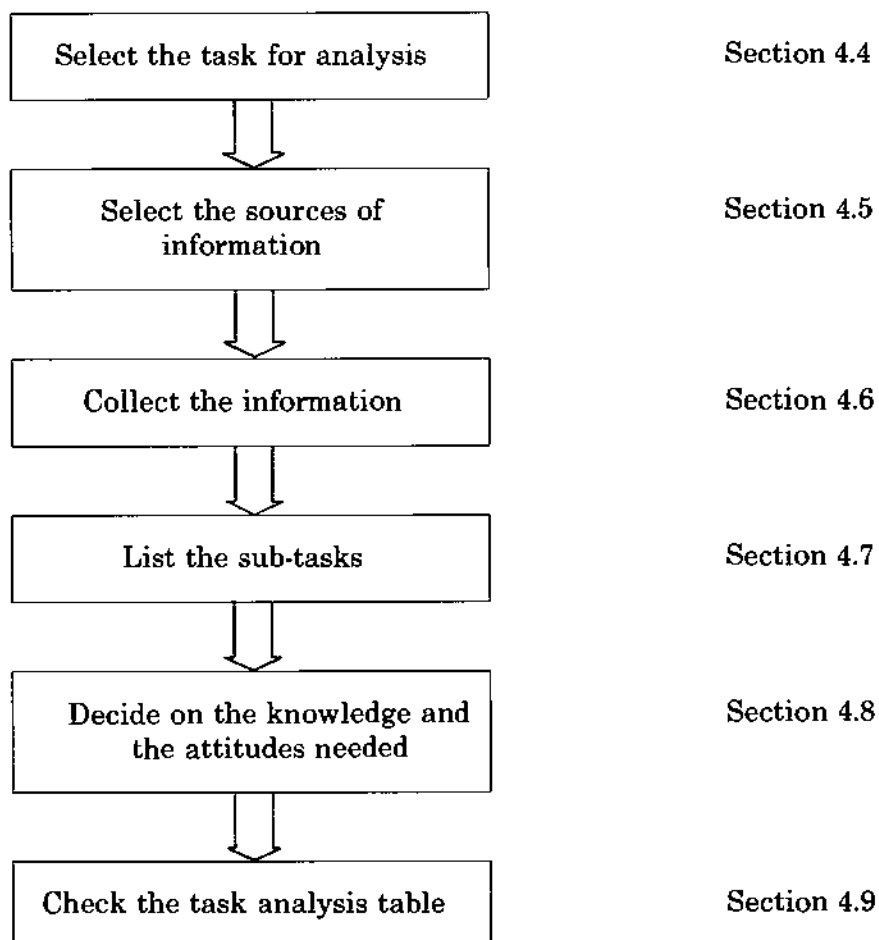 Select the task for analysis
Section 4.4
Select the sources of
information
Section 4.5
Collect the information
Section 4.6
List the sub-tasks
Section 4.7
Decide on the knowledge and
the attitudes needed
Section 4.8
Check the task analysis table
Section 4.9